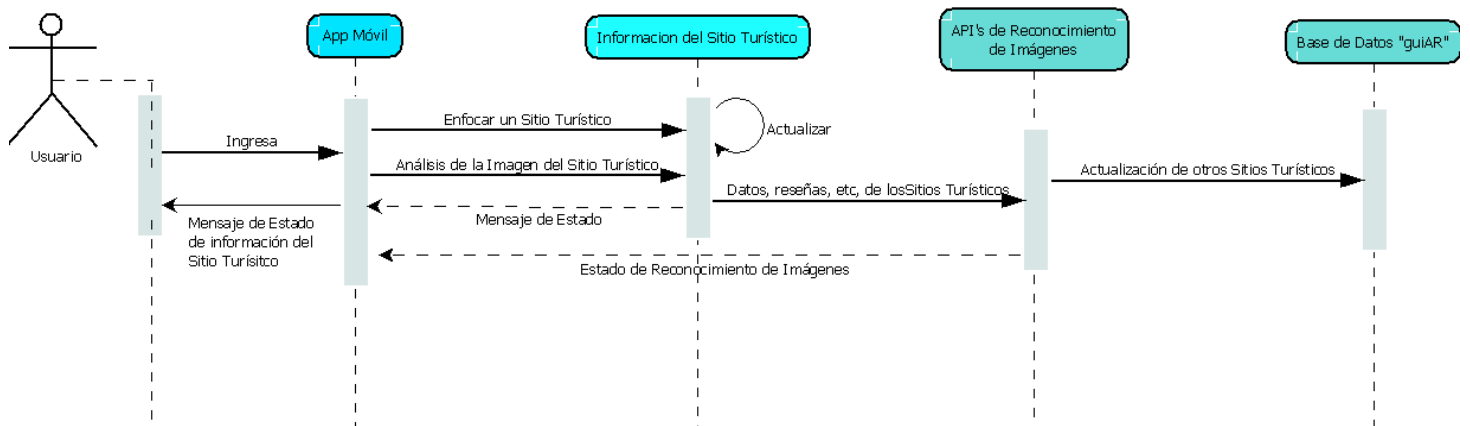 App Móvil
Informacion del Sitio Turístico
API's de Reconocimiento
de Imágenes
Base de Datos "guiAR"
Usuario
Ingresa
Enfocar un Sitio Turístico
Actualizar
Análisis de la Imagen del Sitio Turístico
Datos, reseñas, etc, de losSitios Turísticos
Actualización de otros Sitios Turísticos
Mensaje de Estado
de información del
Sitio Turísitco
Mensaje de Estado
Estado de Reconocimiento de Imágenes